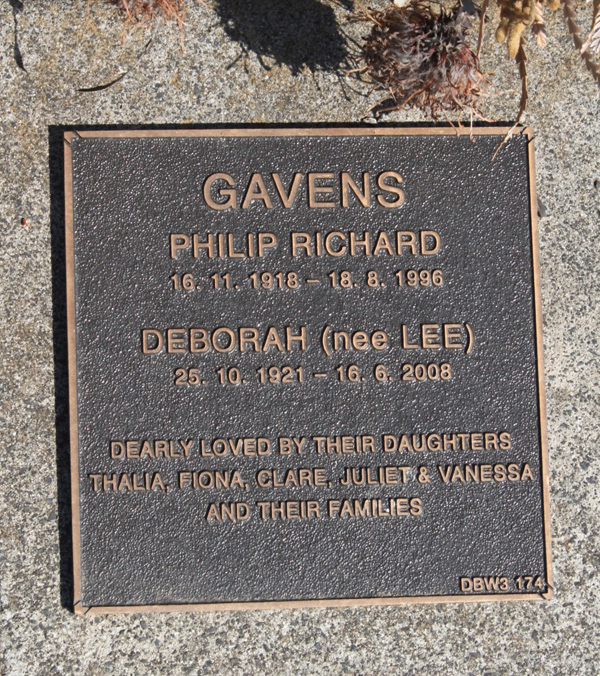 GAVENS
PHILIP RICHARD
16. 11. 1918 – 18. 8. 1996
DEBORAH (nee LEE)
25. 10. 1921 – 16. 6. 2008
DEARLY LOVED BY THEIR DAUGHTERS
THALIA, FIONA, CLARE, JULIET & VANESSA
AND THEIR FAMILIES
DBW3 174